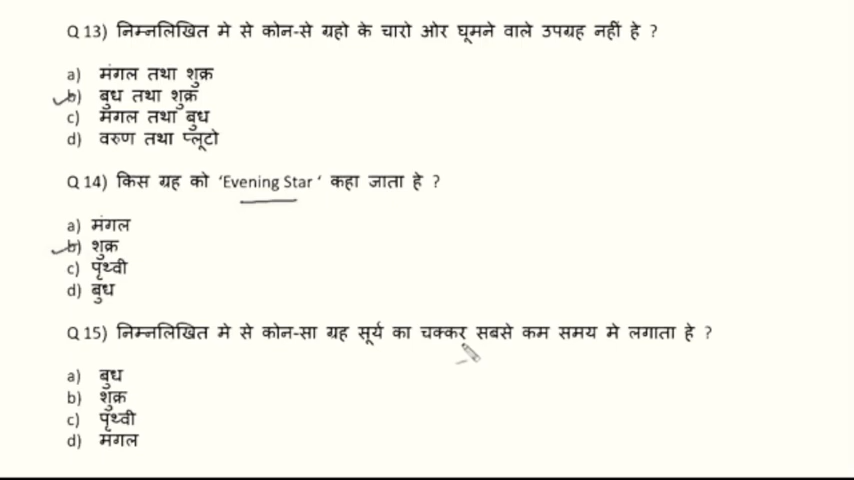 Q 13) निम्नलिखित मे से कोन-से ग्रहो के चारो ओर घूमने वाले उपग्रह नहीं हे ?
a) मंगल तथा शुक्र
b) बुध तथा शुक्र
c) मंगल तथा बुध
d) वरुण तथा प्लूटो
Q 14) किस ग्रह को ‘Evening Star ‘ कहा जाता हे ?
a) मंगल
b) शुक्र
c) पृथ्वी
d) बुध
Q 15) निम्नलिखित मे से कोन-सा ग्रह सूर्य का चक्कर सबसे कम समय मे लगाता हे ?
a) बुध
b) शुक्र
c) पृथ्वी
d) मंगल